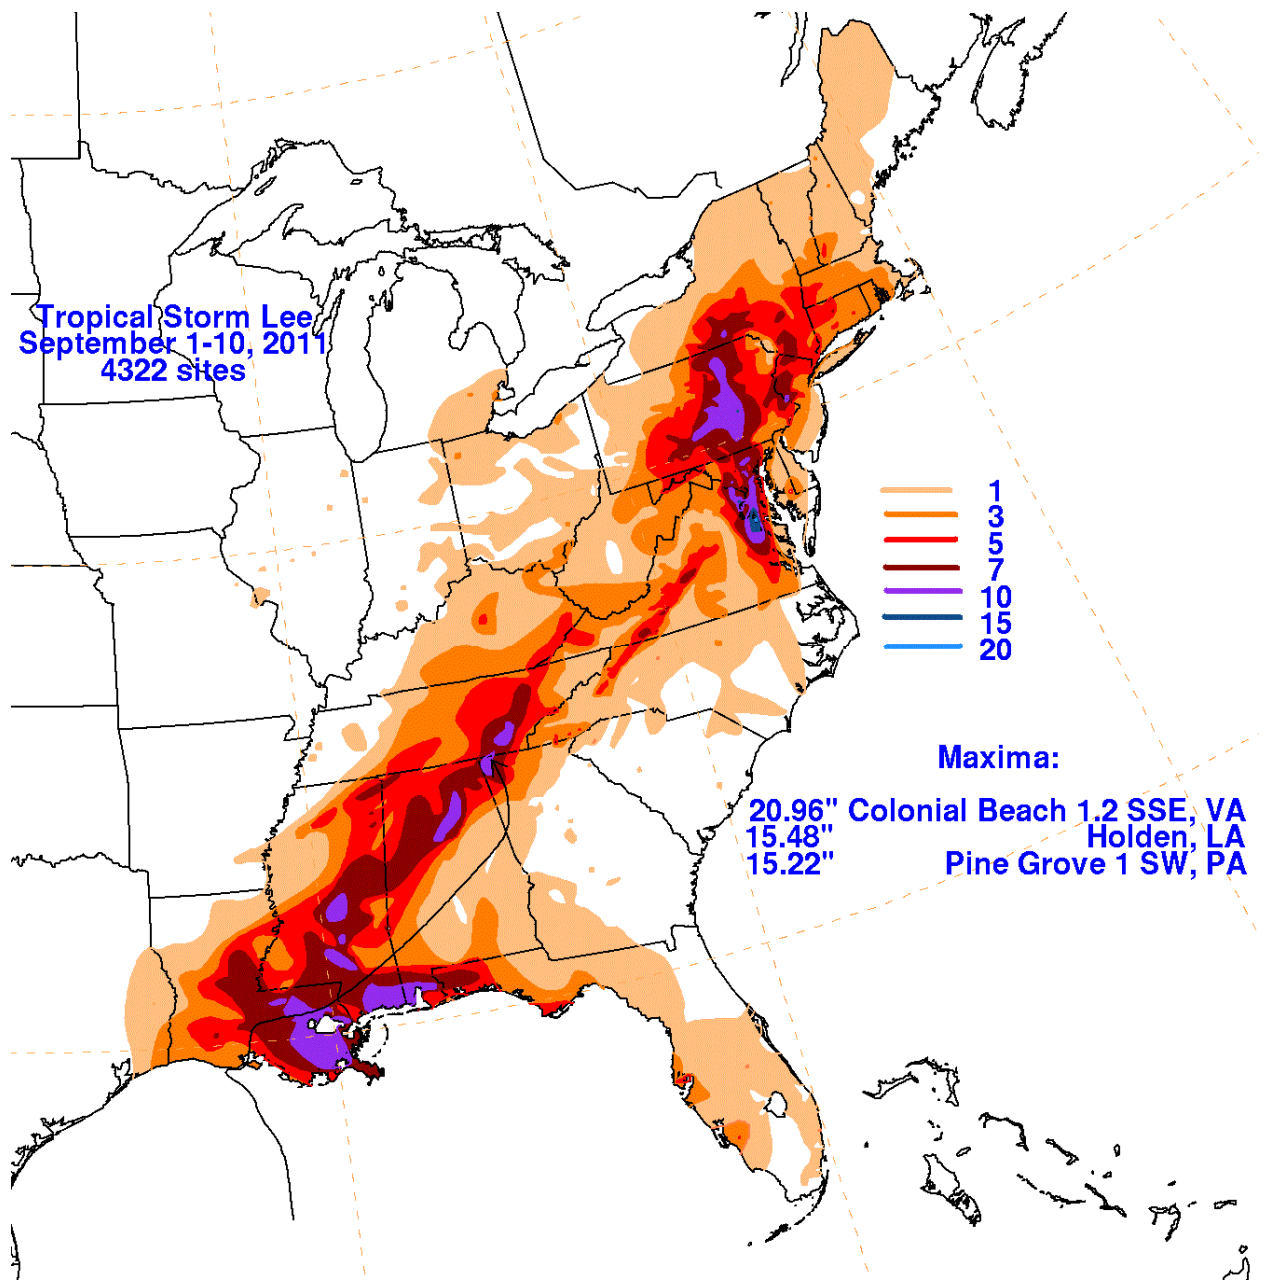 Tropical Storm Lee
September 1-10, 2011
4322 sites
1
3
5
7
10
15
20
Maxima:
20.96" Colonial Beach 1.2 SSE, VA
15.48" Holden, LA
15.22" Pine Grove 1 SW, PA